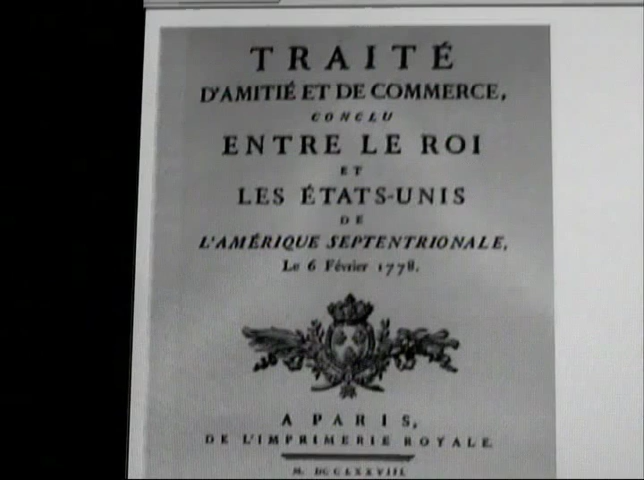 TRAITÉ
D'AMITIÉ ET DE COMMERCE,
CONCLU
ENTRE LE ROI
ET
LES ÉTATS-UNIS
DE
L'AMÉRIQUE SEPTENTRIONALE,
Le 6 Février 1778.
A PARIS,
DE L'IMPRIMERIE ROYALE.
M. DCCLXXVIII.